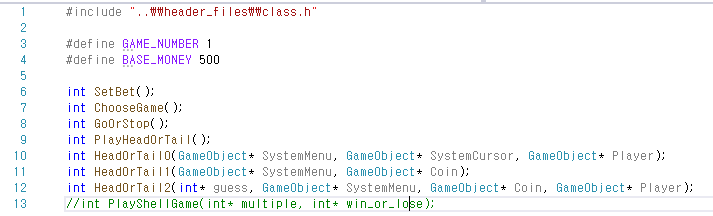 1 #include "..₩₩header_files₩₩class.h"
2
3 #define GAME_NUMBER 1
4 #define BASE_MONEY 500
5
6 int SetBet();
7 int ChooseGame();
8 int GoOrStop();
9 int PlayHeadOrTail();
10 int HeadOrTail0(GameObject* SystemMenu, GameObject* SystemCursor, GameObject* Player);
11 int HeadOrTail1(GameObject* SystemMenu, GameObject* Coin);
12 int HeadOrTail2(int* guess, GameObject* SystemMenu, GameObject* Coin, GameObject* Player);
13 //int PlayShellGame(int* multiple, int* win_or_lose);